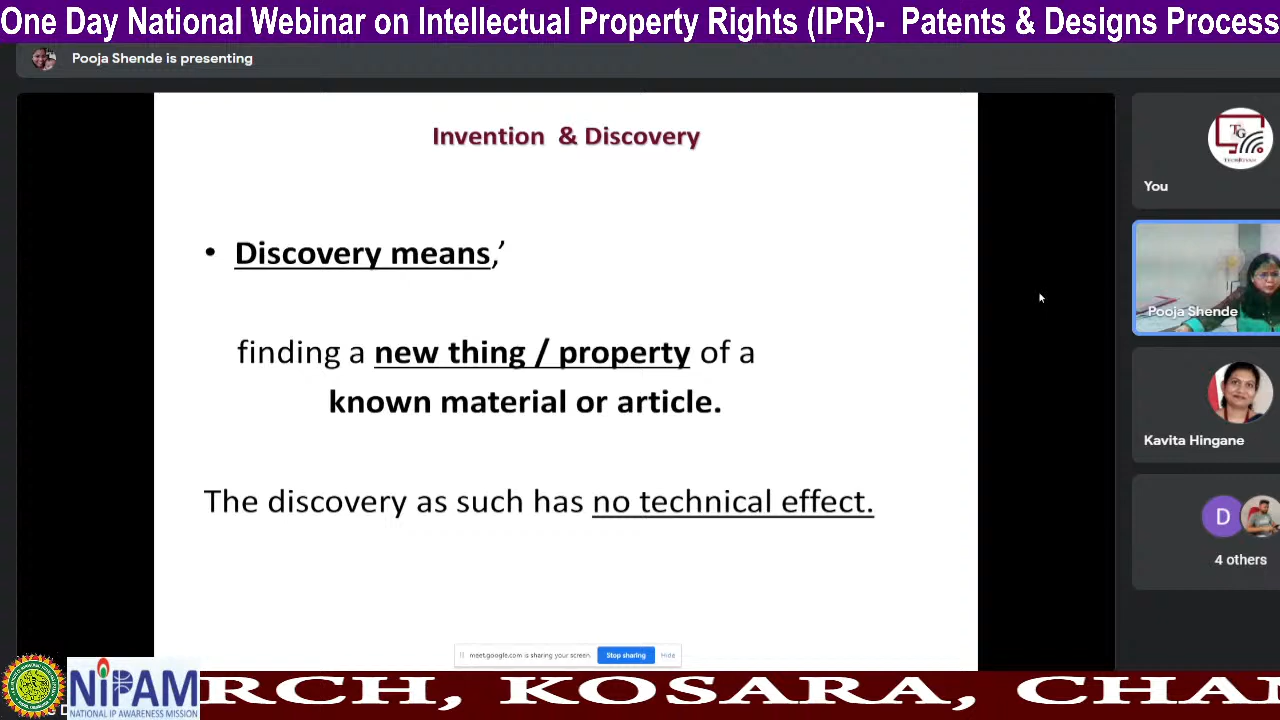 One Day National Webinar on Intellectual Property Rights (IPR)- Patents & Designs Process
Pooja Shende is presenting
Invention & Discovery
You
• Discovery means,’
Pooja Shende
finding a new thing / property of a
known material or article.
Kavita Hingane
The discovery as such has no technical effect.
D
4 others
meet.google.com is sharing your screen.
Stop sharing
Hide
NiPAM
NATIONAL IP AWARENESS MISSION
RCH, KOSARA, CHAN